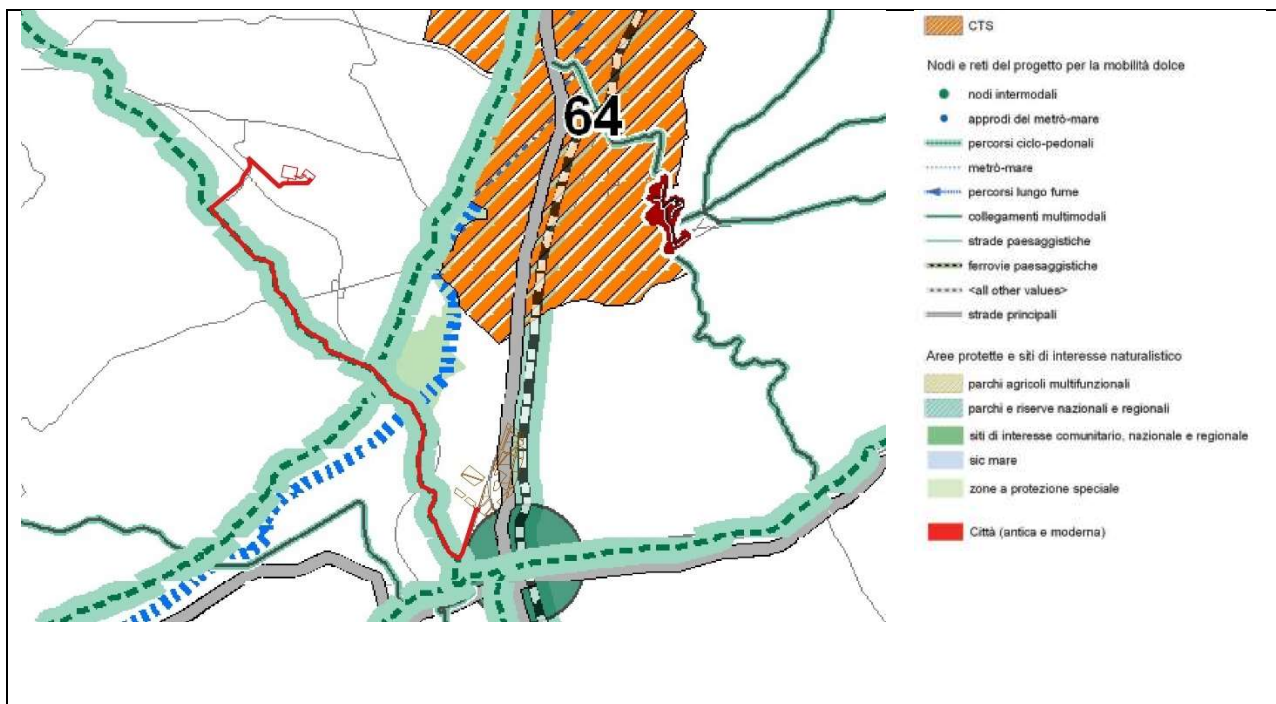 64
CTS
Nodi e reti del progetto per la mobilità dolce
nodi intermodali
approdi del metrò-mare
percorsi ciclo-pedonali
metrò-mare
percorsi lungo fume
collegamenti multimodali
strade paesaggistiche
ferrovie paesaggistiche
<all other values>
strade principali
Aree protette e siti di interesse naturalistico
parchi agricoli multifunzionali
parchi e riserve nazionali e regionali
siti di interesse comunitario, nazionale e regionale
sic mare
zone a protezione speciale
Città (antica e moderna)